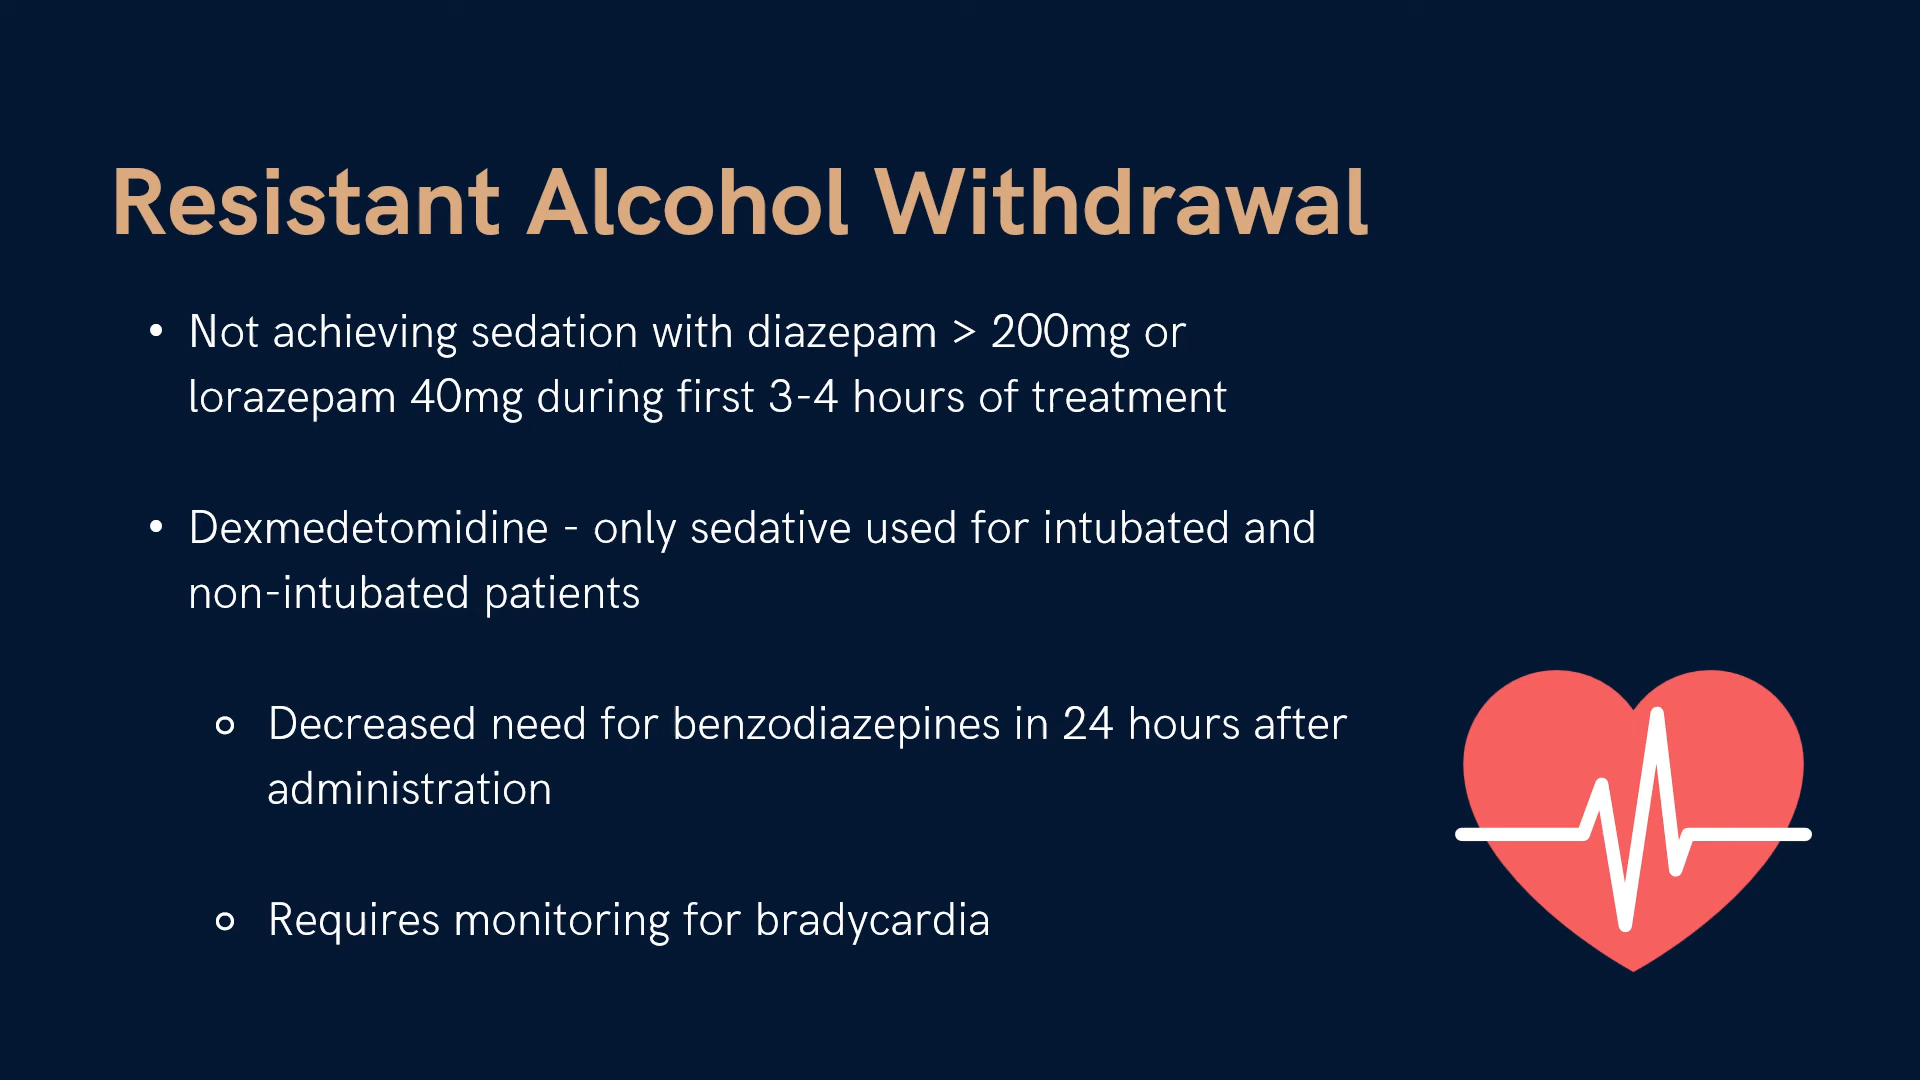 Resistant Alcohol Withdrawal
• Not achieving sedation with diazepam > 200mg or
lorazepam 40mg during first 3-4 hours of treatment
• Dexmedetomidine - only sedative used for intubated and
non-intubated patients
○ Decreased need for benzodiazepines in 24 hours after
administration
○ Requires monitoring for bradycardia